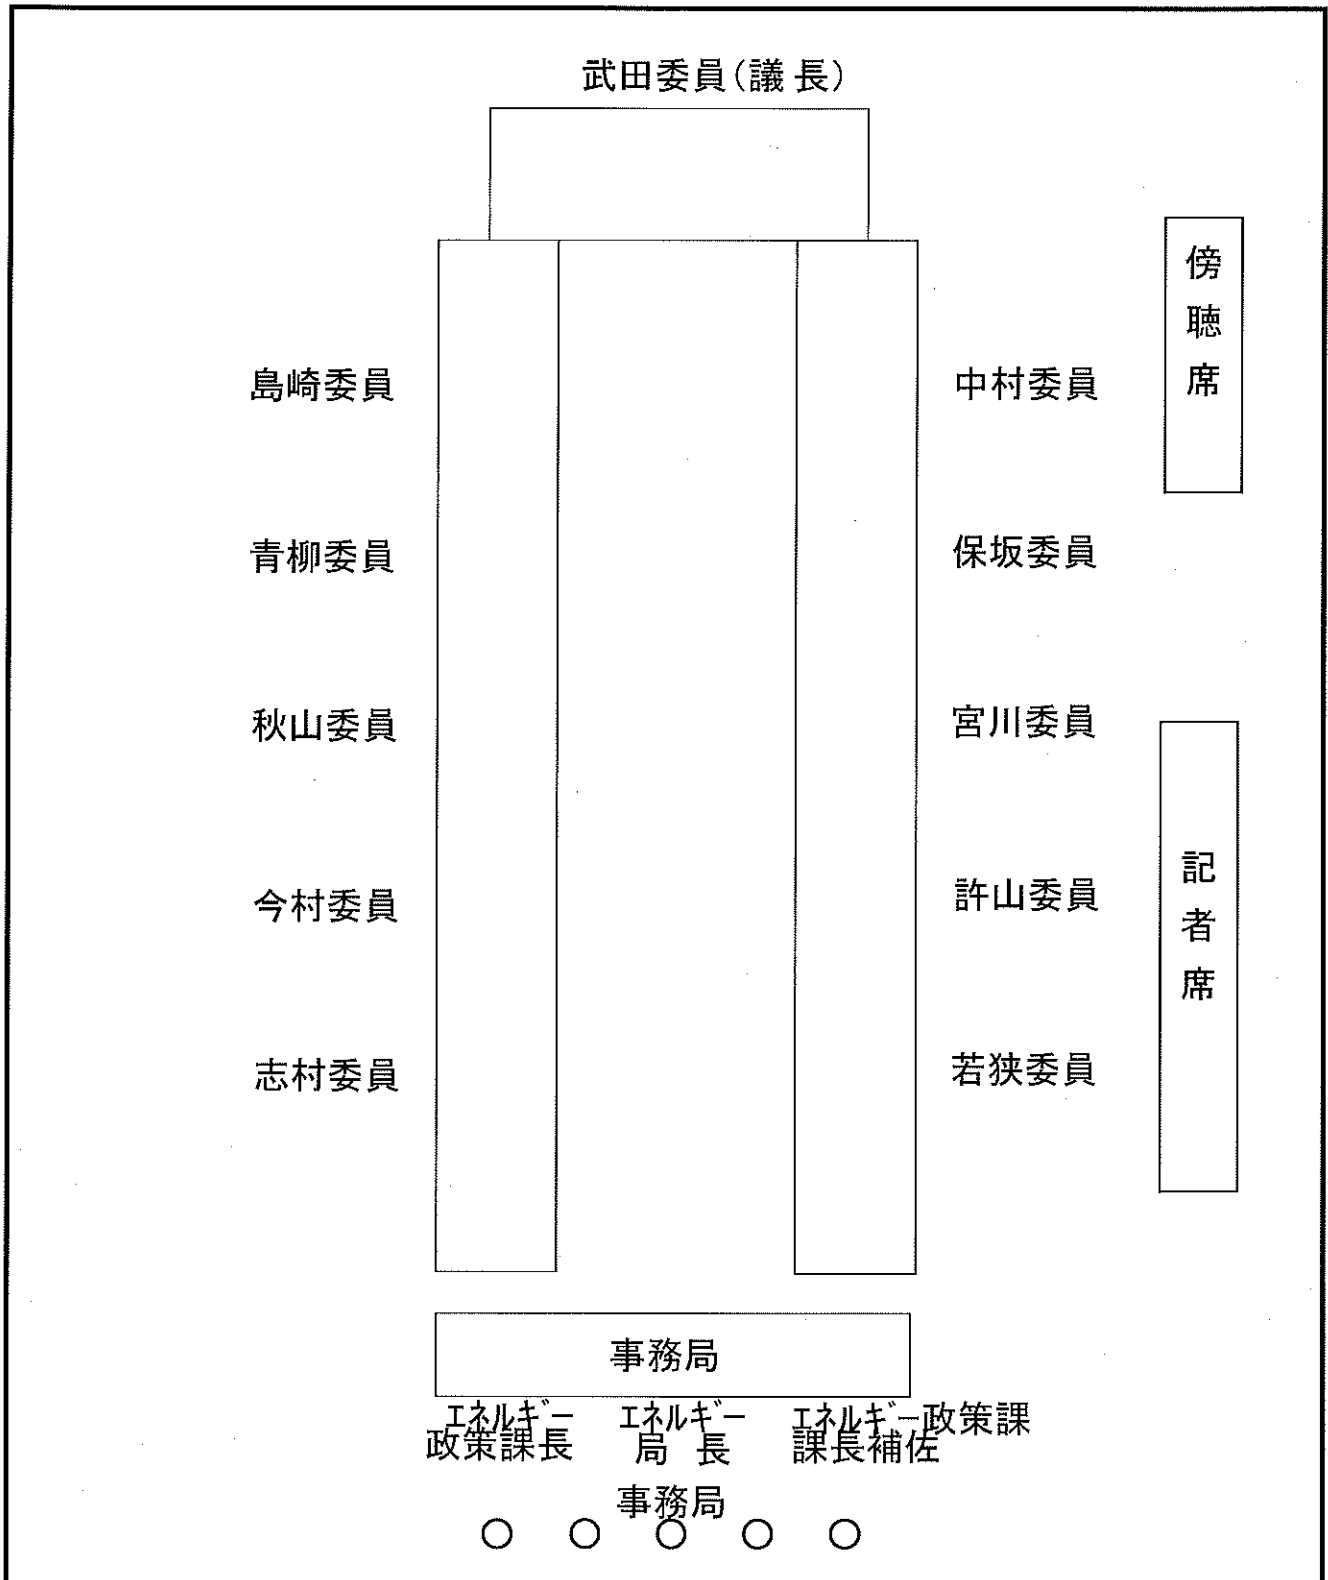 武田委員（議 長）
島崎委員
中村委員
青柳委員
保坂委員
秋山委員
宮川委員
今村委員
許山委員
志村委員
若狭委員
傍聴席
記者席
事務局
ｴﾈﾙｷﾞｰ
政策課長
ｴﾈﾙｷﾞｰ
局 長
ｴﾈﾙｷﾞｰ政策課
課長補佐
事務局
○ ○ ○ ○ ○